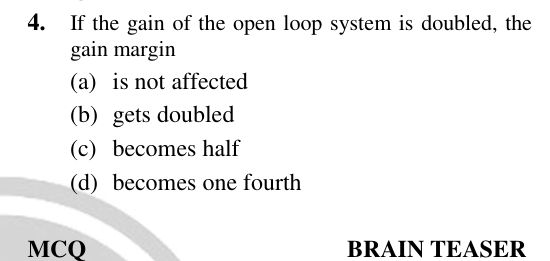 4. If the gain of the open loop system is doubled, the
gain margin
(a) is not affected
(b) gets doubled
(c) becomes half
(d) becomes one fourth
MCQ BRAIN TEASER